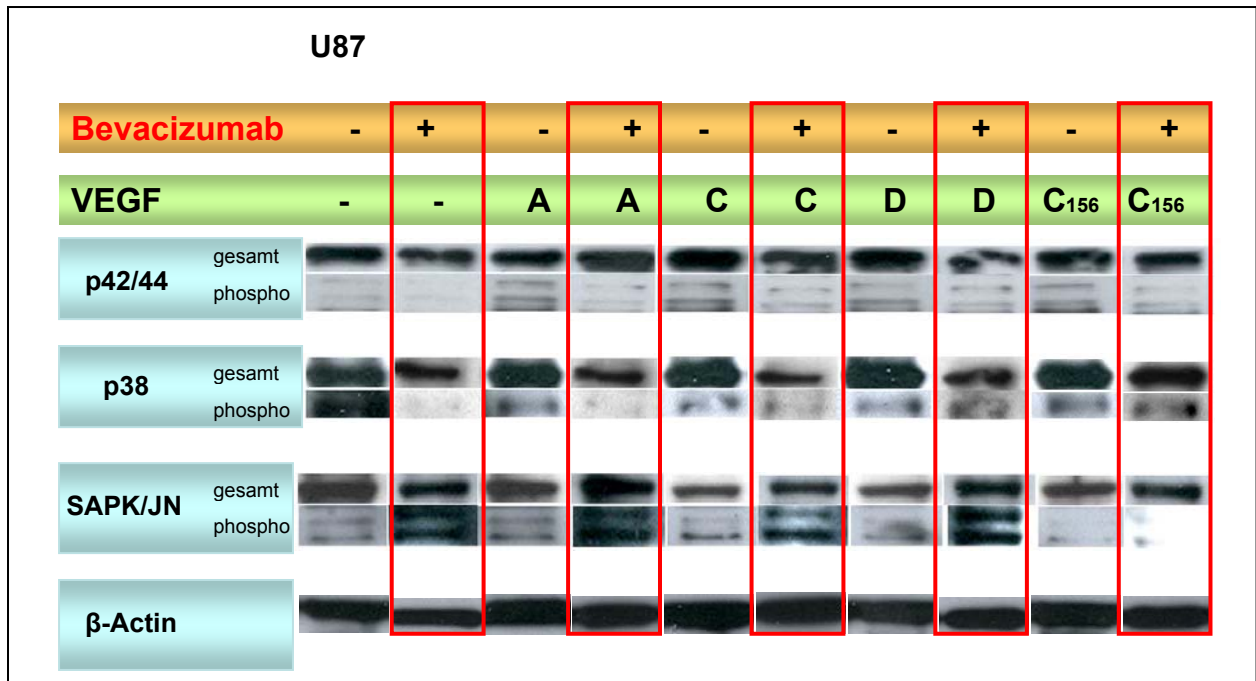 U87
Bevacizumab - + - + - + - + - +
VEGF - - A A C C D D C₁₅₆ C₁₅₆
p42/44
gesamt
phospho
p38
gesamt
phospho
SAPK/JN
gesamt
phospho
β-Actin